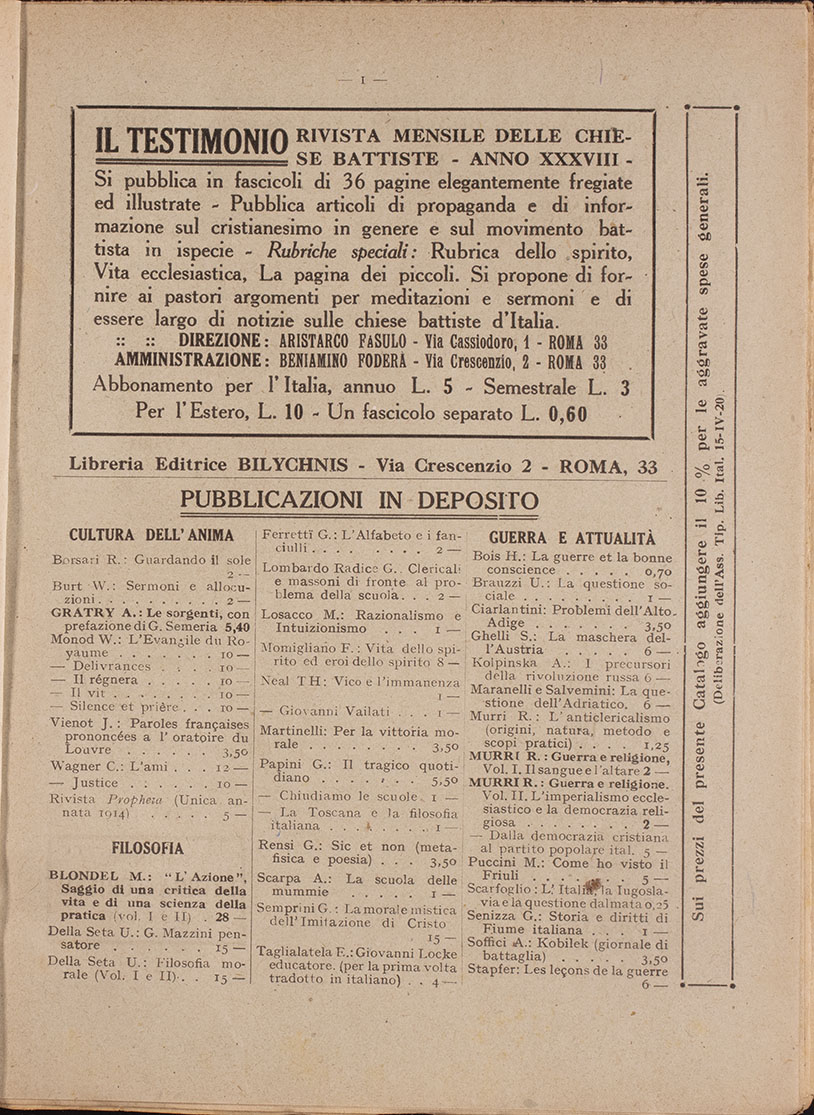 — I —
IL TESTIMONIO RIVISTA MENSILE DELLE CHIE-
SE BATTISTE - ANNO XXXVIII -
Si pubblica in fascicoli di 36 pagine elegantemente fregiate
ed illustrate - Pubblica articoli di propaganda e di infor-
mazione sul cristianesimo in genere e sul movimento bat-
tista in ispecie - Rubriche speciali: Rubrica dello spirito,
Vita ecclesiastica, La pagina dei piccoli. Si propone di for-
nire ai pastori argomenti per meditazioni e sermoni e di
essere largo di notizie sulle chiese battiste d'Italia.
:: :: DIREZIONE: ARISTARCO FASULO - Via Cassiodoro, 1 - ROMA 33
AMMINISTRAZIONE: BENIAMINO FODERÀ - Via Crescenzio, 2 - ROMA 33
Abbonamento per l'Italia, annuo L. 5 - Semestrale L. 3
Per l'Estero, L. 10 - Un fascicolo separato L. 0,60
Libreria Editrice BILYCHNIS - Via Crescenzio 2 - ROMA, 33
PUBBLICAZIONI IN DEPOSITO
CULTURA DELL'ANIMA
Borsari R.: Guardando il sole
2 —
Burt W.: Sermoni e allocu-
zioni . . . . . . . . . . 2 —
GRATRY A.: Le sorgenti, con
prefazione di G. Semeria 5,40
Monod W.: L'Evangile du Ro-
yaume . . . . . . . . 10 —
— Delivrances . . . . . 10 —
— Il régnera . . . . . 10 —
— Il vit . . . . . . . . 10 —
— Silence et prière . . . 10 —
Vienot J.: Paroles françaises
prononcées a l'oratoire du
Louvre . . . . . . 3,50
Wagner C.: L'ami . . . 12 —
— Justice . . . . . . 10 —
Rivista Propheta (Unica an-
nata 1914) . . . . . 5 —
FILOSOFIA
BLONDEL M.: "L'Azione",
Saggio di una critica della
vita e di una scienza della
pratica (vol. I e II) . 28 —
Della Seta U.: G. Mazzini pen-
satore . . . . . . . 15 —
Della Seta U.: Filosofia mo-
rale (Vol. I e II) . . 15 —
Ferretti G.: L'Alfabeto e i fan-
ciulli . . . . . . . . 2 —
Lombardo Radice G. Clericali
e massoni di fronte al pro-
blema della scuola . . . 2 —
Losacco M.: Razionalismo e
Intuizionismo . . . 1 —
Momigliano F.: Vita dello spi-
rito ed eroi dello spirito 8 —
Neal TH: Vico e l'immanenza
1 —
— Giovanni Vailati . . . 1 —
Martinelli: Per la vittoria mo-
rale . . . . . . . . 3,50
Papini G.: Il tragico quoti-
diano . . . . . . . 5,50
— Chiudiamo le scuole . 1 —
— La Toscana e la filosofia
italiana . . . . . . . 1 —
Rensi G.: Sic et non (meta-
fisica e poesia) . . . 3,50
Scarpa A.: La scuola delle
mummie . . . . . . 1 —
Semprini G.: La morale mistica
dell'Imitazione di Cristo
15 —
Taglialatela E.: Giovanni Locke
educatore. (per la prima volta
tradotto in italiano) . . 4 —
GUERRA E ATTUALITÀ
Bois H.: La guerre et la bonne
conscience . . . . . . 0,70
Brauzzi U.: La questione so-
ciale . . . . . . . . . 1 —
Ciarlantini: Problemi dell'Alto
Adige . . . . . . . . 3,50
Ghelli S.: La maschera del-
l'Austria . . . . . . 6 —
Kolpinska A.: I precursori
della rivoluzione russa 6 —
Maranelli e Salvemini: La que-
stione dell'Adriatico. 6 —
Murri R.: L'anticlericalismo
(origini, natura, metodo e
scopi pratici) . . . . 1,25
MURRI R.: Guerra e religione,
Vol. I. Il sangue e l'altare 2 —
MURRI R.: Guerra e religione.
Vol. II. L'imperialismo eccle-
siastico e la democrazia reli-
giosa . . . . . . . . 2 —
— Dalla democrazia cristiana
al partito popolare ital. 5 —
Puccini M.: Come ho visto il
Friuli . . . . . . . 5 —
Scarfoglio: L'Italia, la Iugosla-
via e la questione dalmata 0,25
Senizza G.: Storia e diritti di
Fiume italiana . . . . 1 —
Soffici A.: Kobilek (giornale di
battaglia) . . . . . . 3,50
Stapfer: Les leçons de la guerre
6 —
Sui prezzi del presente Catalogo aggiungere il 10 % per le aggravate spese generali.
(Deliberazione dell'Ass. Tip. Lib. Ital. 15-IV-20.